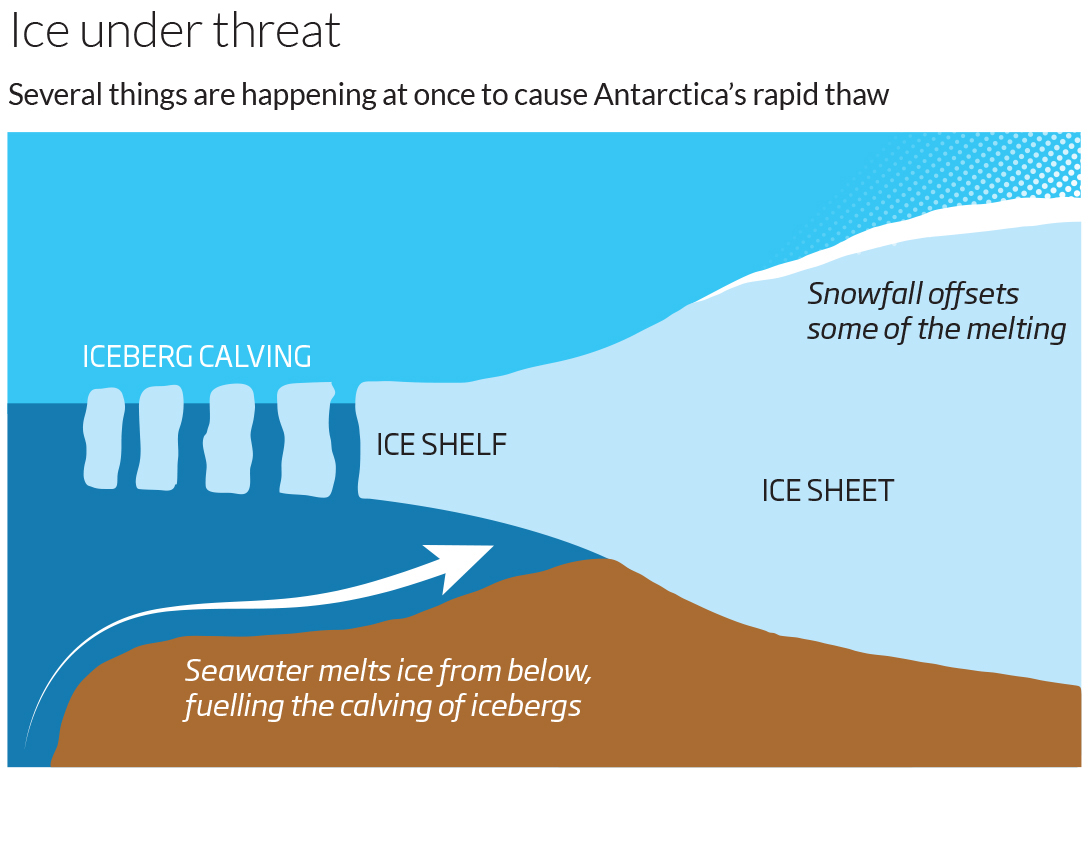 Ice under threat
Several things are happening at once to cause Antarctica's rapid thaw
Snowfall offsets
some of the melting
ICEBERG CALVING
ICE SHELF
ICE SHEET
Seawater melts ice from below,
fuelling the calving of icebergs